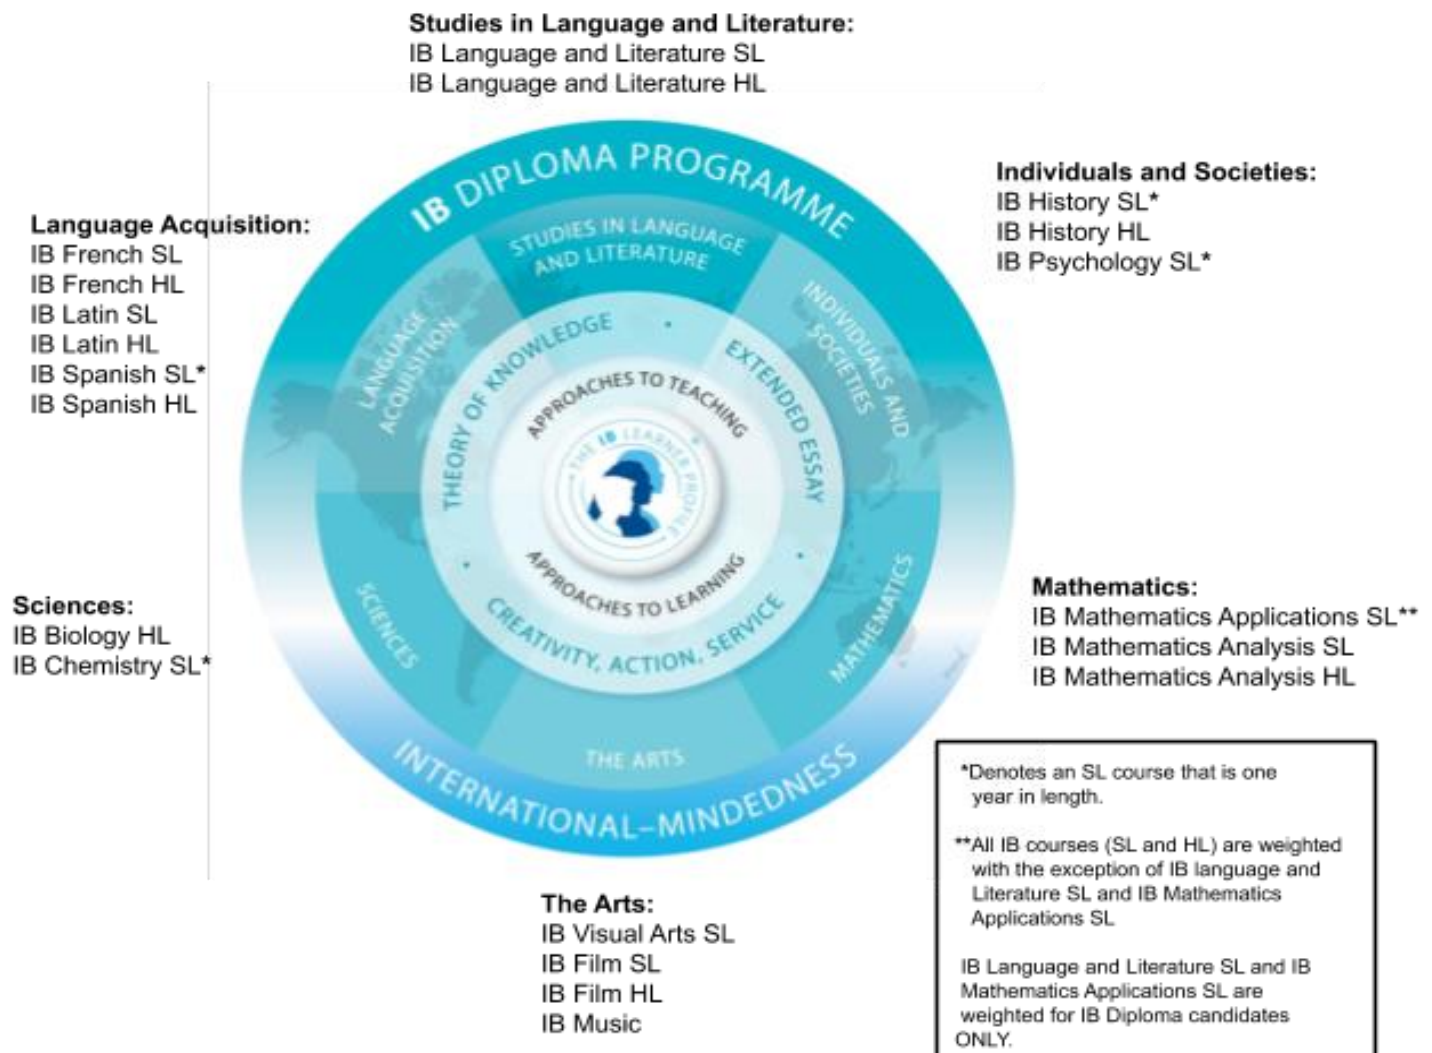 Studies in Language and Literature:
IB Language and Literature SL
IB Language and Literature HL
Individuals and Societies:
IB History SL*
IB History HL
IB Psychology SL*
Language Acquisition:
IB French SL
IB French HL
IB Latin SL
IB Latin HL
IB Spanish SL*
IB Spanish HL
IB DIPLOMA PROGRAMME
STUDIES IN LANGUAGE
AND LITERATURE
LANGUAGE
ACQUISITION
INDIVIDUALS AND
SOCIETIES
THEORY OF KNOWLEDGE
EXTENDED ESSAY
APPROACHES TO TEACHING
THE IB LEARNER PROFILE
APPROACHES TO LEARNING
CREATIVITY, ACTION, SERVICE
SCIENCES
MATHEMATICS
THE ARTS
INTERNATIONAL-MINDEDNESS
Sciences:
IB Biology HL
IB Chemistry SL*
Mathematics:
IB Mathematics Applications SL**
IB Mathematics Analysis SL
IB Mathematics Analysis HL
*Denotes an SL course that is one
year in length.
**All IB courses (SL and HL) are weighted
with the exception of IB language and
Literature SL and IB Mathematics
Applications SL
IB Language and Literature SL and IB
Mathematics Applications SL are
weighted for IB Diploma candidates
ONLY.
The Arts:
IB Visual Arts SL
IB Film SL
IB Film HL
IB Music